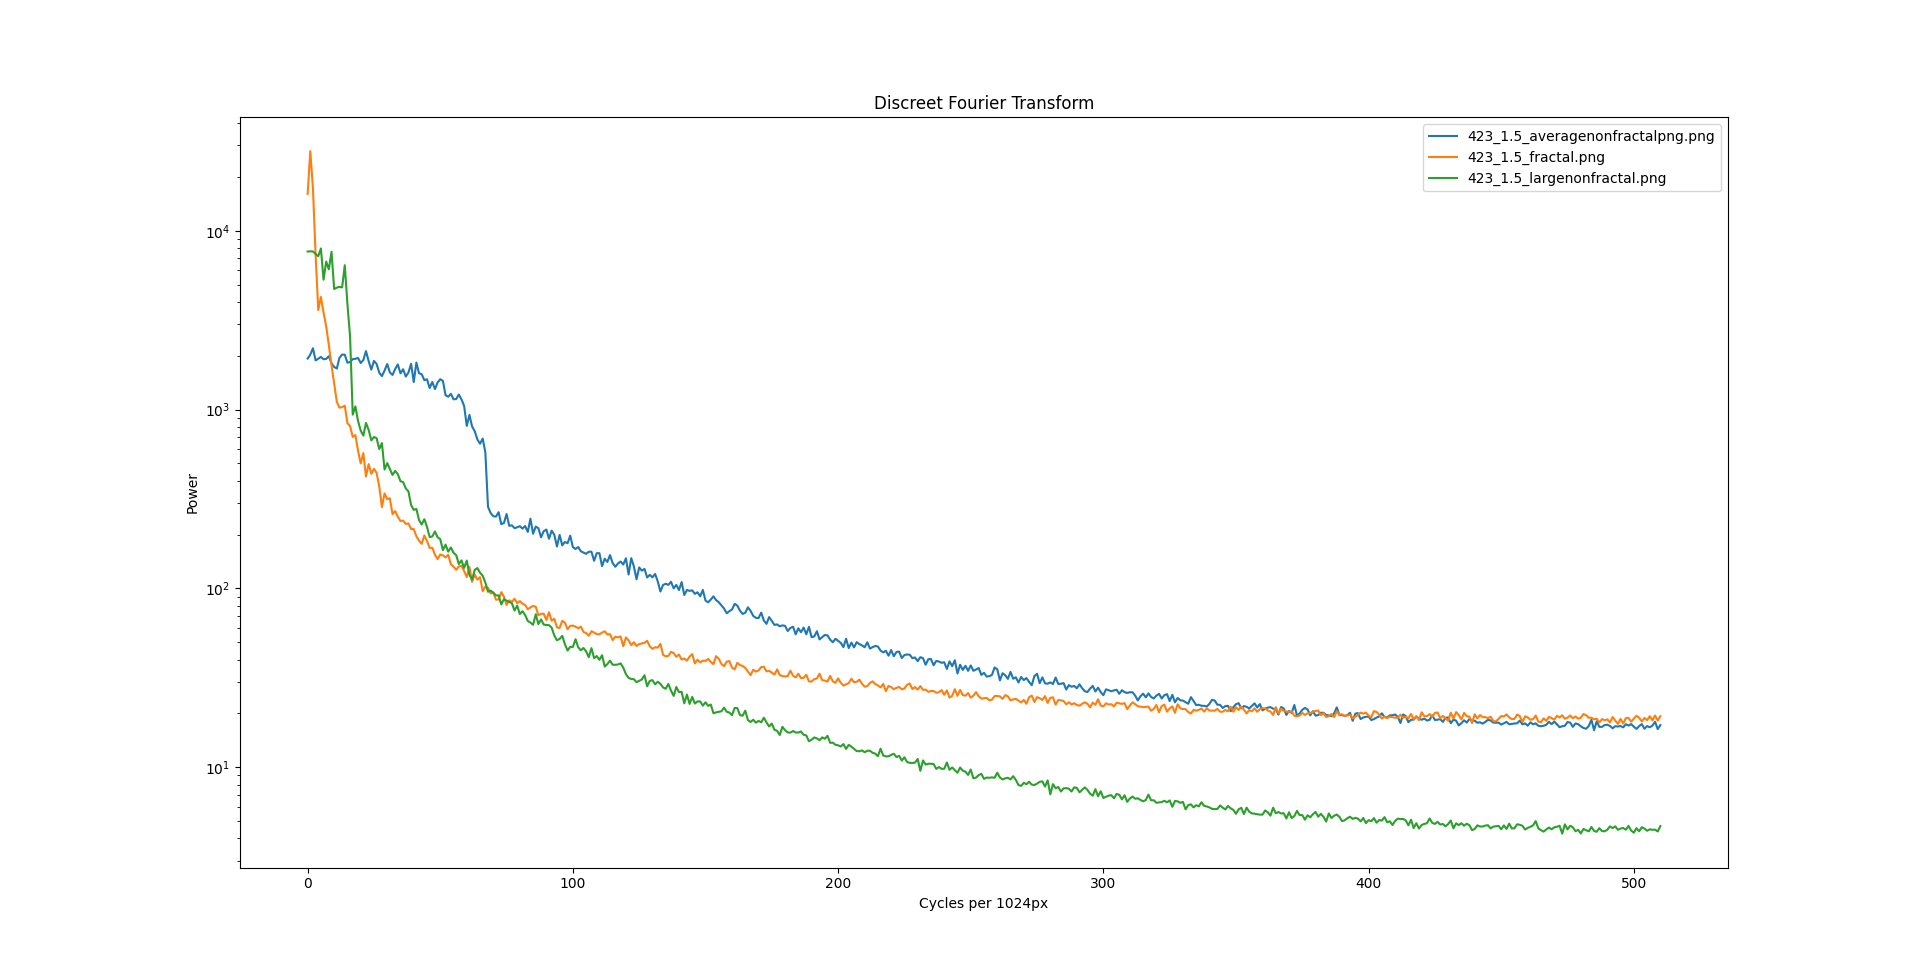 Discreet Fourier Transform
423_1.5_averagenonfractalpng.png
423_1.5_fractal.png
423_1.5_largenonfractal.png
Power
10^4
10^3
10^2
10^1
0 100 200 300 400 500
Cycles per 1024px